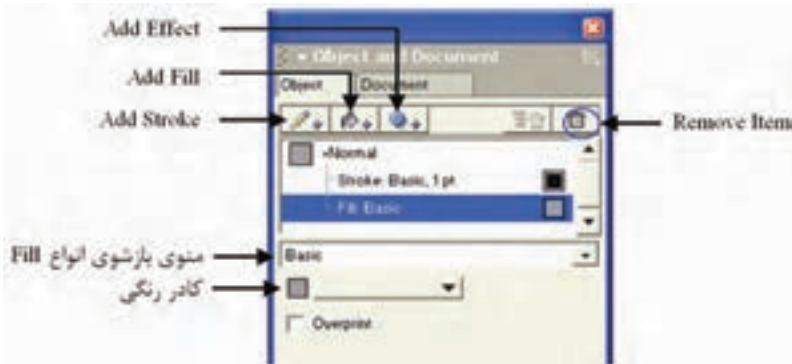 Add Effect
Object and Document
Add Fill
Object Document
Add Stroke
Remove Item
Normal
Stroke: Basic, 1 pt
Fill: Basic
منوی بازشوی انواع Fill
Basic
کادر رنگی
Overprint